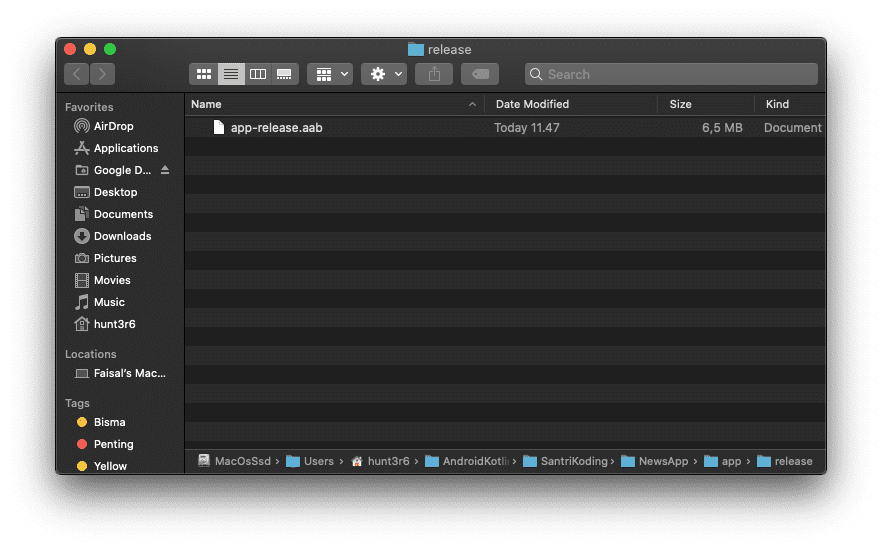 release
Search
Favorites
AirDrop
Applications
Google D...
Desktop
Documents
Downloads
Pictures
Movies
Music
hunt3r6
Locations
Faisal's Mac...
Tags
Bisma
Penting
Yellow
Name Date Modified Size Kind
app-release.aab Today 11.47 6,5 MB Document
MacOsSsd › Users › hunt3r6 › AndroidKotli › SantriKoding › NewsApp › app › release